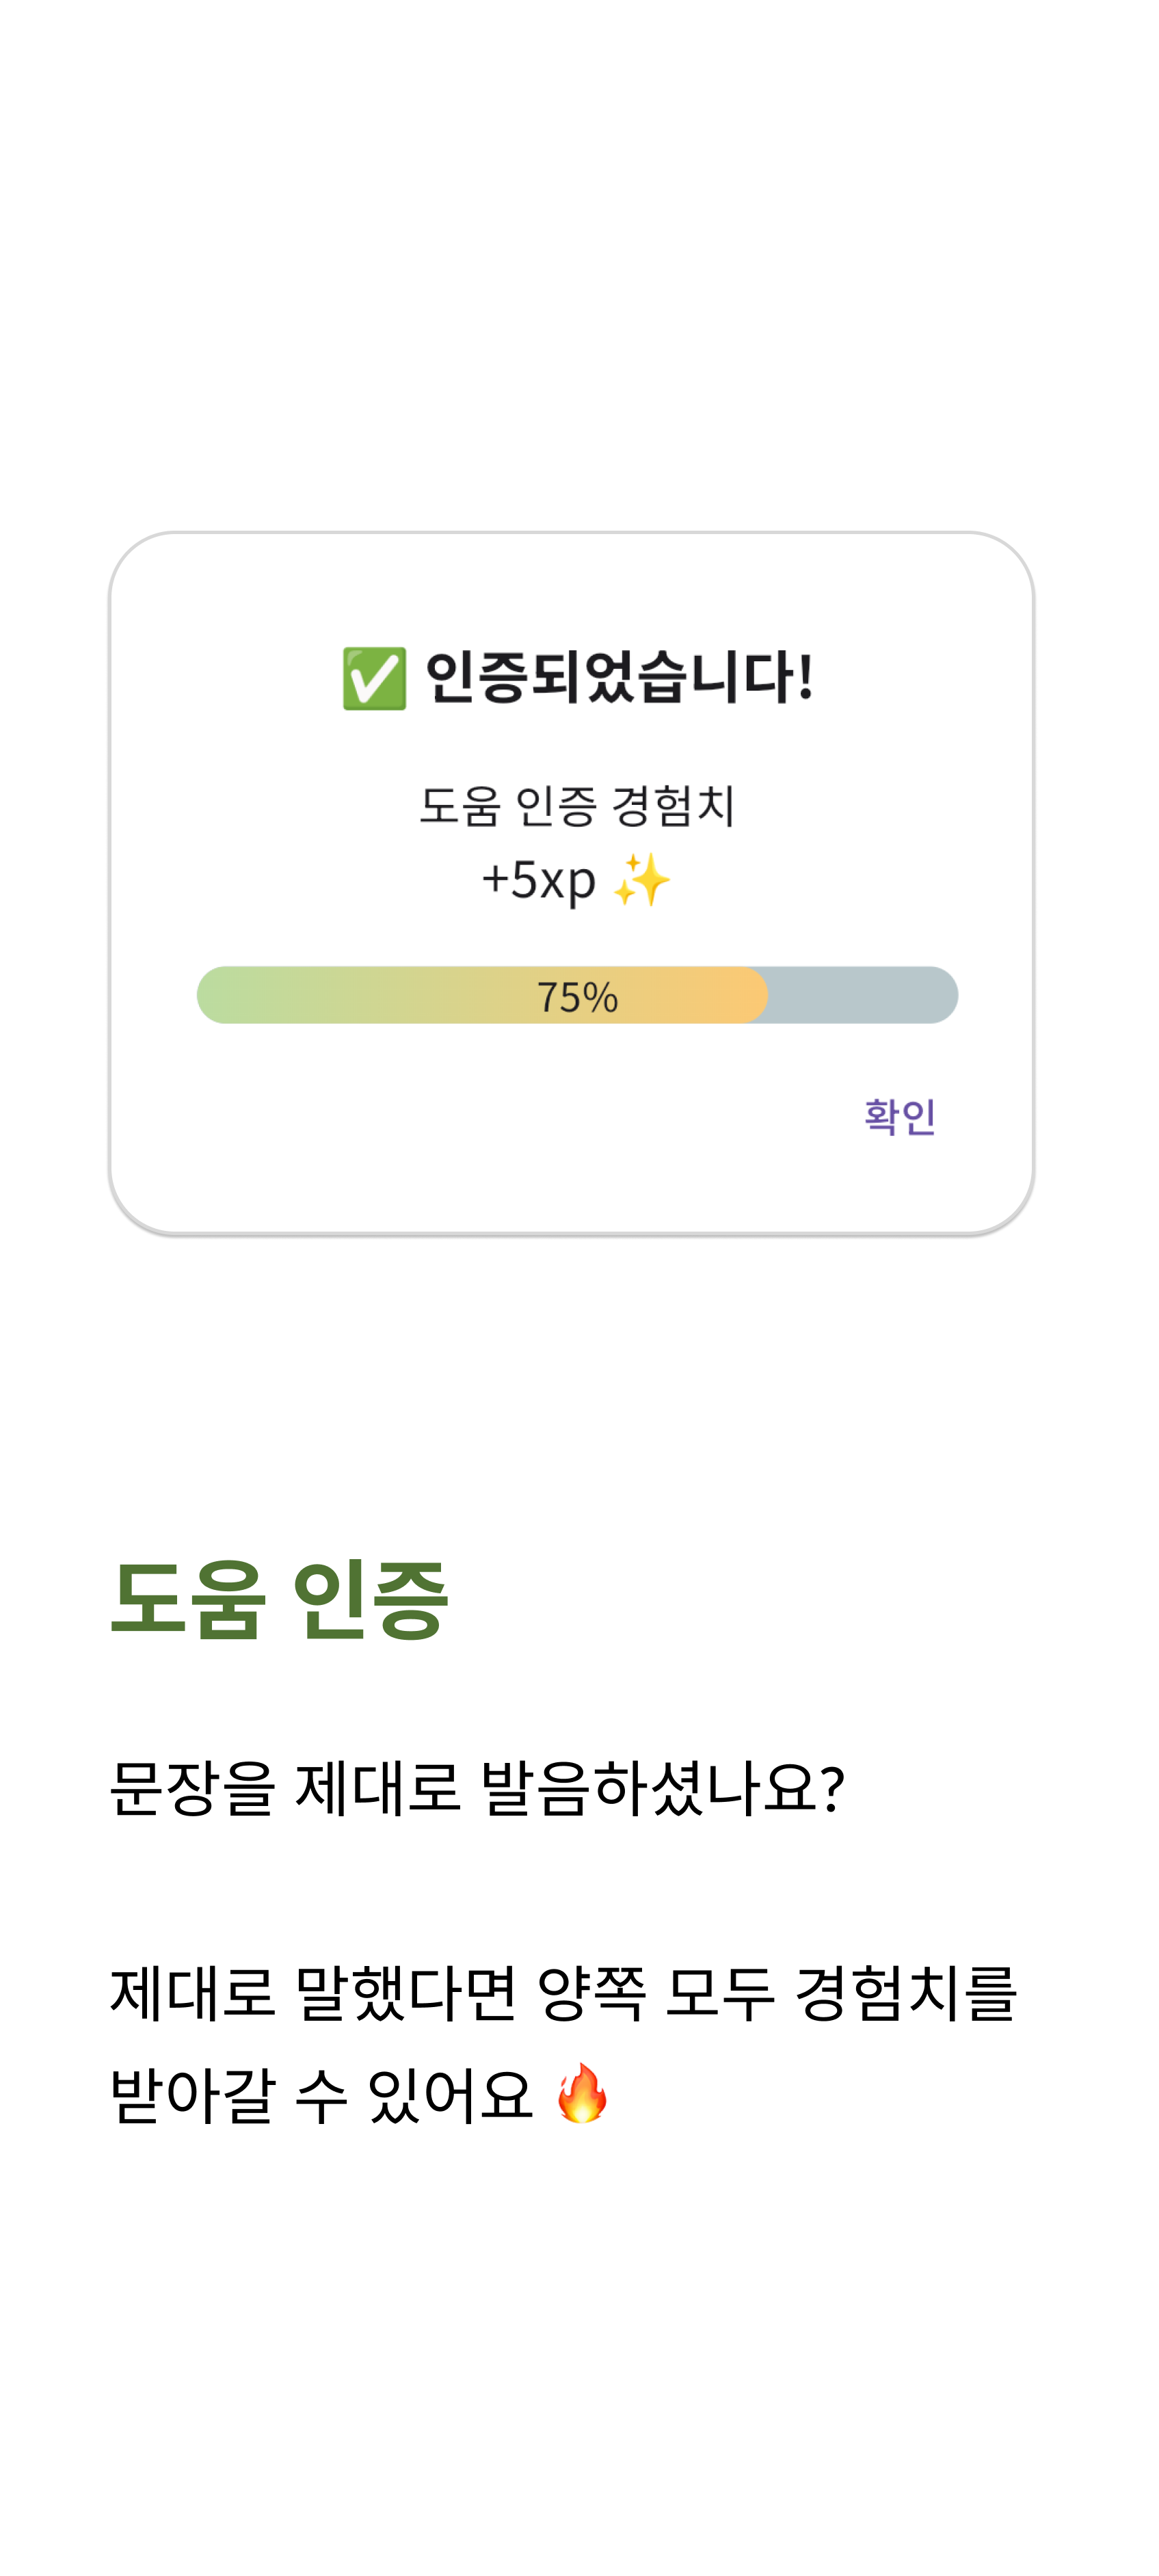 ✅ 인증되었습니다!
도움 인증 경험치
+5xp ✨
75%
확인
도움 인증
문장을 제대로 발음하셨나요?
제대로 말했다면 양쪽 모두 경험치를
받아갈 수 있어요 🔥